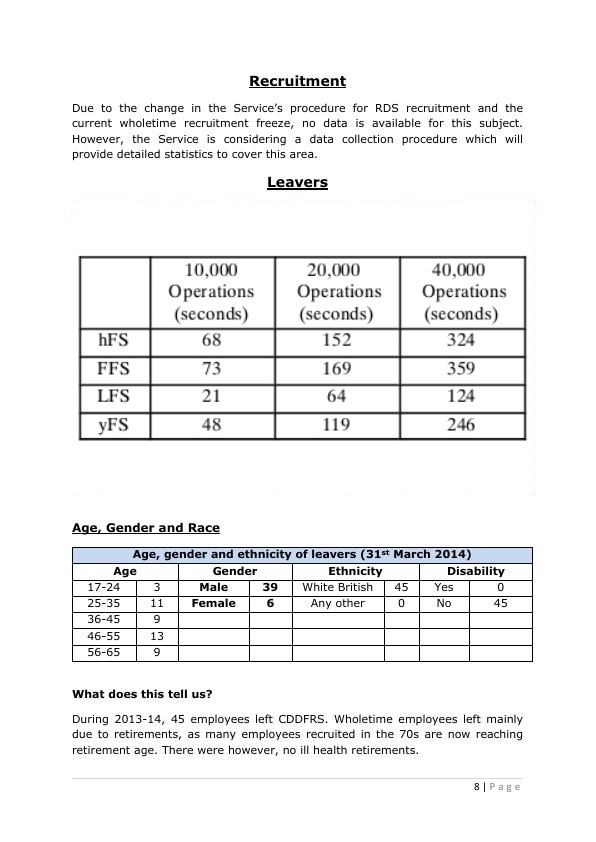 Recruitment
Due to the change in the Service's procedure for RDS recruitment and the
current wholetime recruitment freeze, no data is available for this subject.
However, the Service is considering a data collection procedure which will
provide detailed statistics to cover this area.
Leavers
10,000 Operations (seconds) 20,000 Operations (seconds) 40,000 Operations (seconds)
hFS 68 152 324
FFS 73 169 359
LFS 21 64 124
yFS 48 119 246
Age, Gender and Race
Age, gender and ethnicity of leavers (31st March 2014)
Age Gender Ethnicity Disability
17-24 3 Male 39 White British 45 Yes 0
25-35 11 Female 6 Any other 0 No 45
36-45 9
46-55 13
56-65 9
What does this tell us?
During 2013-14, 45 employees left CDDFRS. Wholetime employees left mainly
due to retirements, as many employees recruited in the 70s are now reaching
retirement age. There were however, no ill health retirements.
8 | Page